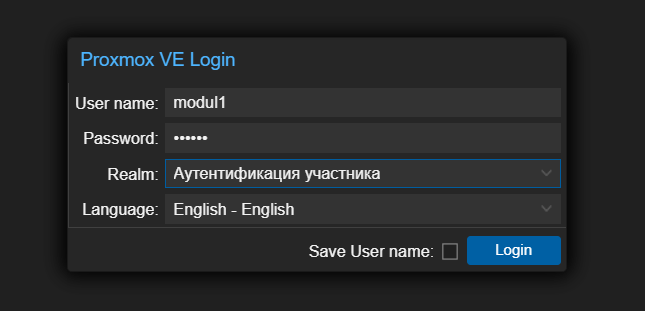 Proxmox VE Login
User name: modul1
Password: ••••••
Realm: Аутентификация участника
Language: English - English
Save User name: Login